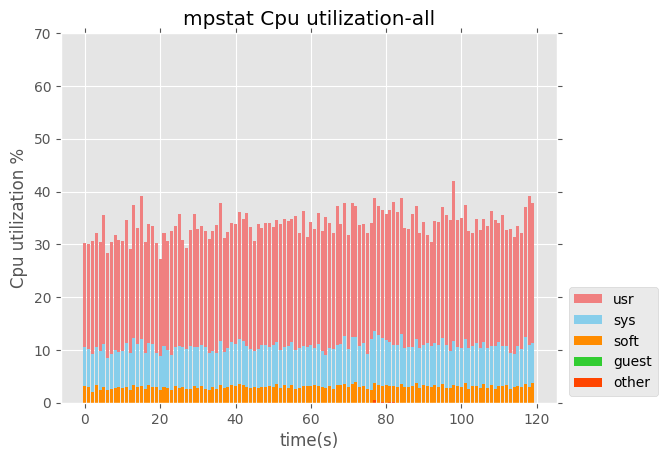 mpstat Cpu utilization-all
Cpu utilization %
70
60
50
40
30
20
10
0
0 20 40 60 80 100 120
time(s)
usr
sys
soft
guest
other